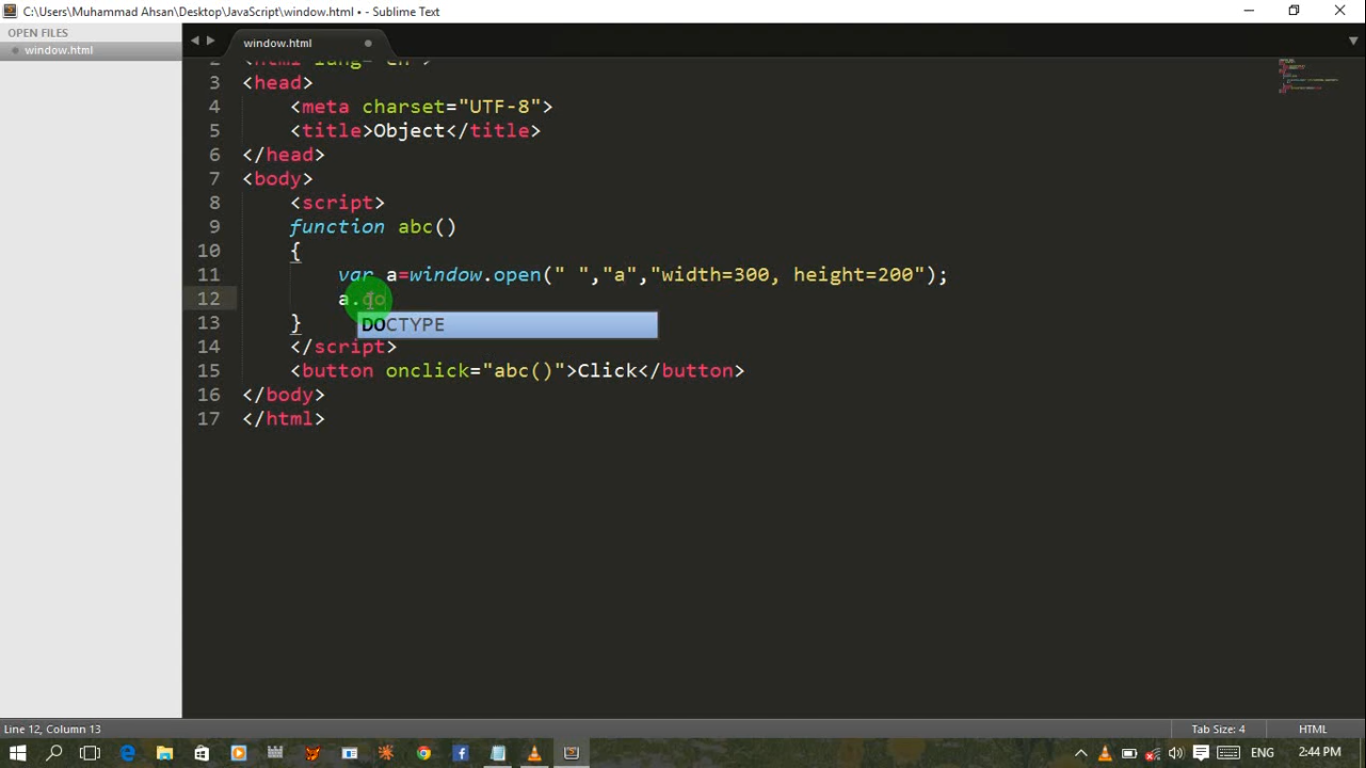 C:\Users\Muhammad Ahsan\Desktop\JavaScript\window.html • - Sublime Text
OPEN FILES
window.html
window.html
2 <html lang="en">
3 <head>
4 <meta charset="UTF-8">
5 <title>Object</title>
6 </head>
7 <body>
8 <script>
9 function abc()
10 {
11 var a=window.open(" ","a","width=300, height=200");
12 a.do
DOCTYPE
13 }
14 </script>
15 <button onclick="abc()">Click</button>
16 </body>
17 </html>
Line 12, Column 13
Tab Size: 4
HTML
ENG
2:44 PM